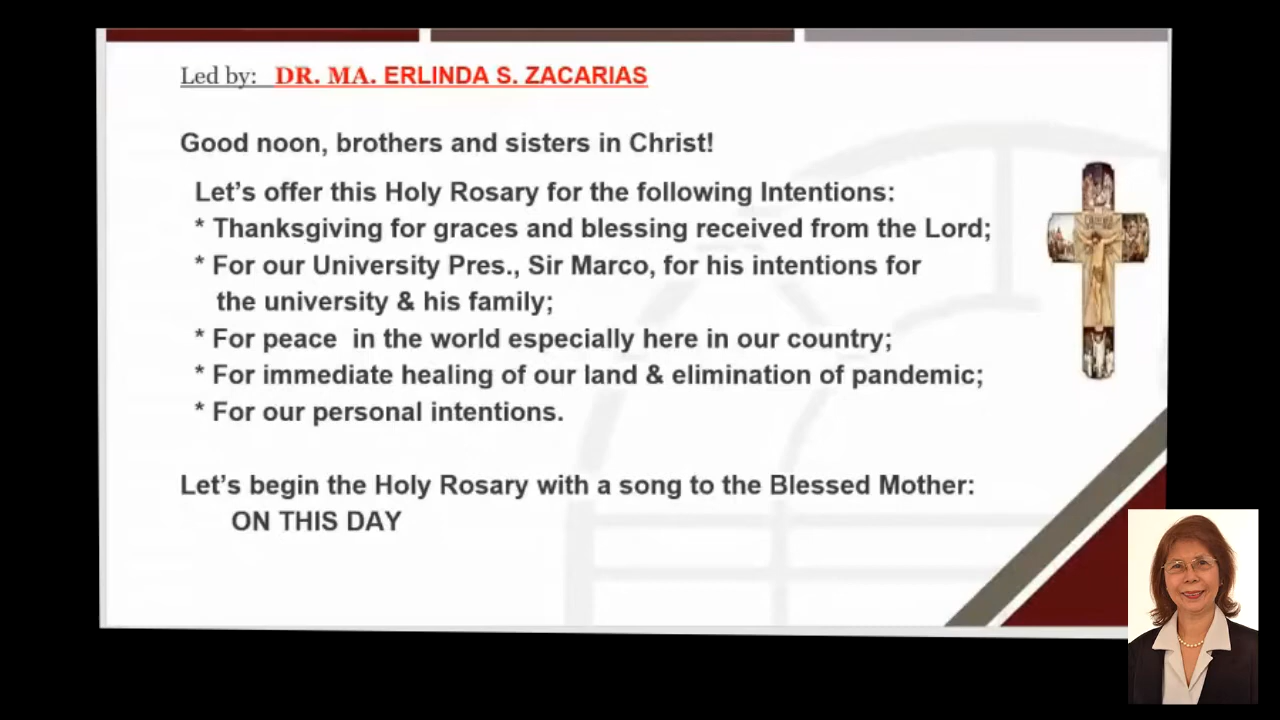 Led by: DR. MA. ERLINDA S. ZACARIAS
Good noon, brothers and sisters in Christ!
Let's offer this Holy Rosary for the following Intentions:
* Thanksgiving for graces and blessing received from the Lord;
* For our University Pres., Sir Marco, for his intentions for
the university & his family;
* For peace in the world especially here in our country;
* For immediate healing of our land & elimination of pandemic;
* For our personal intentions.
Let's begin the Holy Rosary with a song to the Blessed Mother:
ON THIS DAY